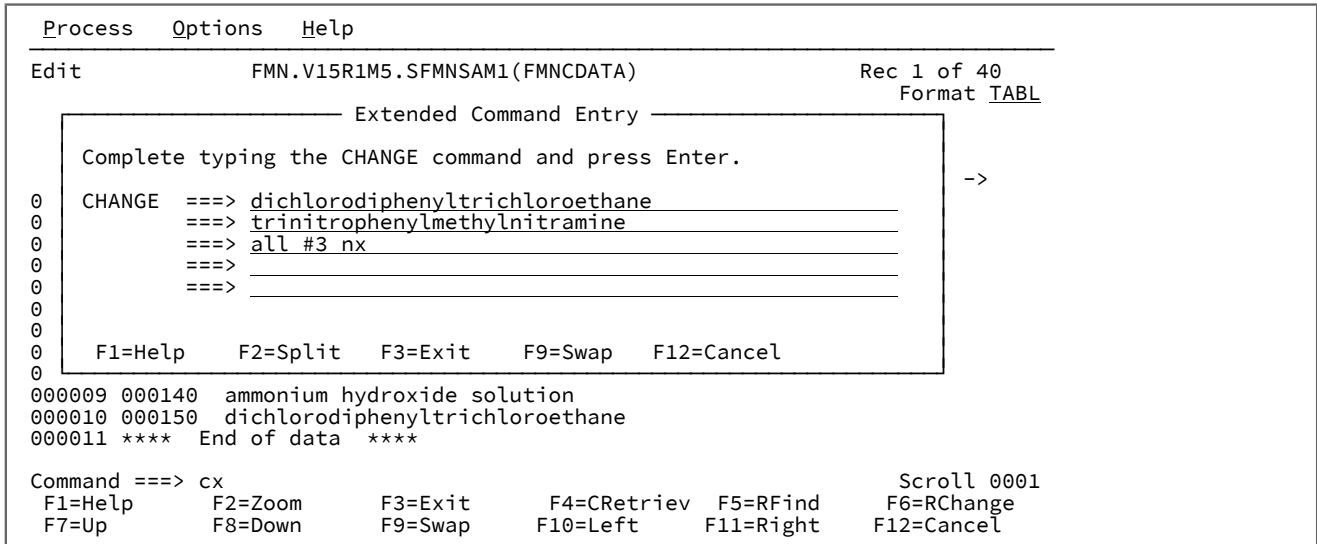 Process Options Help
Edit FMN.V15R1M5.SFMNSAM1(FMNCDATA) Rec 1 of 40
Format TABL
Extended Command Entry
Complete typing the CHANGE command and press Enter.
->
0 CHANGE ===> dichlorodiphenyltrichloroethane
0 ===> trinitrophenylmethylnitramine
0 ===> all #3 nx
0 ===>
0 ===>
0
0
0 F1=Help F2=Split F3=Exit F9=Swap F12=Cancel
0
000009 000140 ammonium hydroxide solution
000010 000150 dichlorodiphenyltrichloroethane
000011 **** End of data ****
Command ===> cx Scroll 0001
F1=Help F2=Zoom F3=Exit F4=CRetriev F5=RFind F6=RChange
F7=Up F8=Down F9=Swap F10=Left F11=Right F12=Cancel